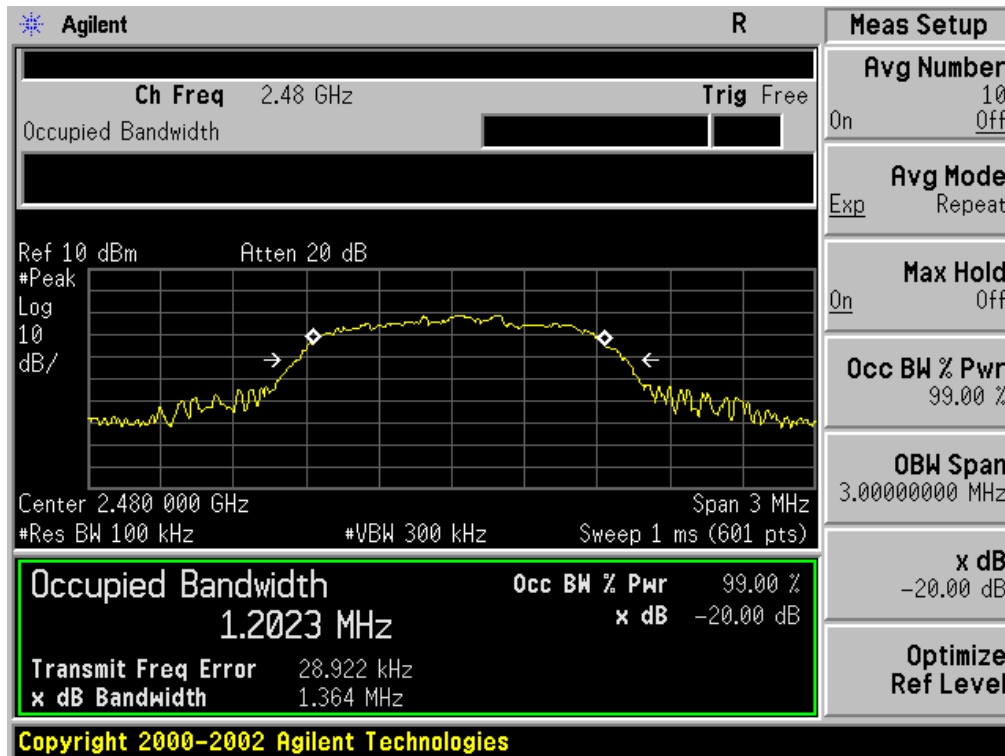 Agilent R Meas Setup
Ch Freq 2.48 GHz Trig Free
Occupied Bandwidth
Ref 10 dBm Atten 20 dB
#Peak
Log
10
dB/
Center 2.480 000 GHz Span 3 MHz
#Res BW 100 kHz #VBW 300 kHz Sweep 1 ms (601 pts)
Occupied Bandwidth
1.2023 MHz
Occ BW % Pwr 99.00 %
x dB -20.00 dB
Transmit Freq Error 28.922 kHz
x dB Bandwidth 1.364 MHz
Avg Number
10
On Off
Avg Mode
Exp Repeat
Max Hold
On Off
Occ BW % Pwr
99.00 %
OBW Span
3.00000000 MHz
x dB
-20.00 dB
Optimize
Ref Level
Copyright 2000-2002 Agilent Technologies